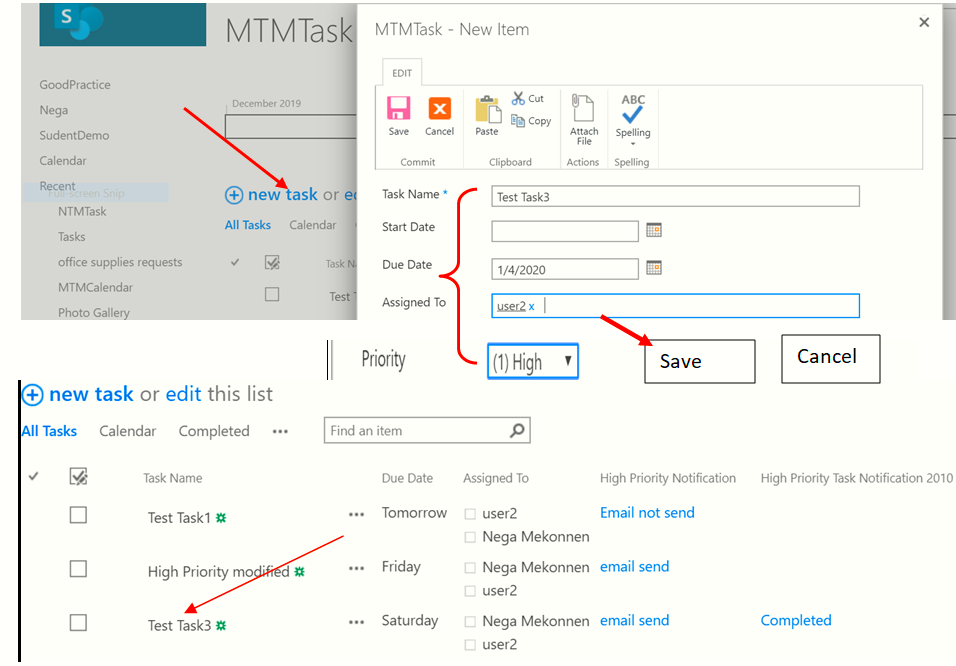 S
MTMTask
MTMTask - New Item
EDIT
Save
Cancel
Paste
Cut
Copy
Attach
File
ABC
Spelling
Commit
Clipboard
Actions
Spelling
GoodPractice
Nega
SudentDemo
Calendar
Recent
Full-screen Snip
NTMTask
Tasks
office supplies requests
MTMCalendar
Photo Gallery
December 2019
new task or e
All Tasks Calendar
Task N
Test
Task Name *
Test Task3
Start Date
Due Date
1/4/2020
Assigned To
user2 x
Priority
(1) High
Save
Cancel
new task or edit this list
All Tasks Calendar Completed ...
Find an item
Task Name Due Date Assigned To High Priority Notification High Priority Task Notification 2010
Test Task1 ... Tomorrow user2 Email not send
Nega Mekonnen
High Priority modified ... Friday Nega Mekonnen email send
user2
Test Task3 ... Saturday Nega Mekonnen email send Completed
user2